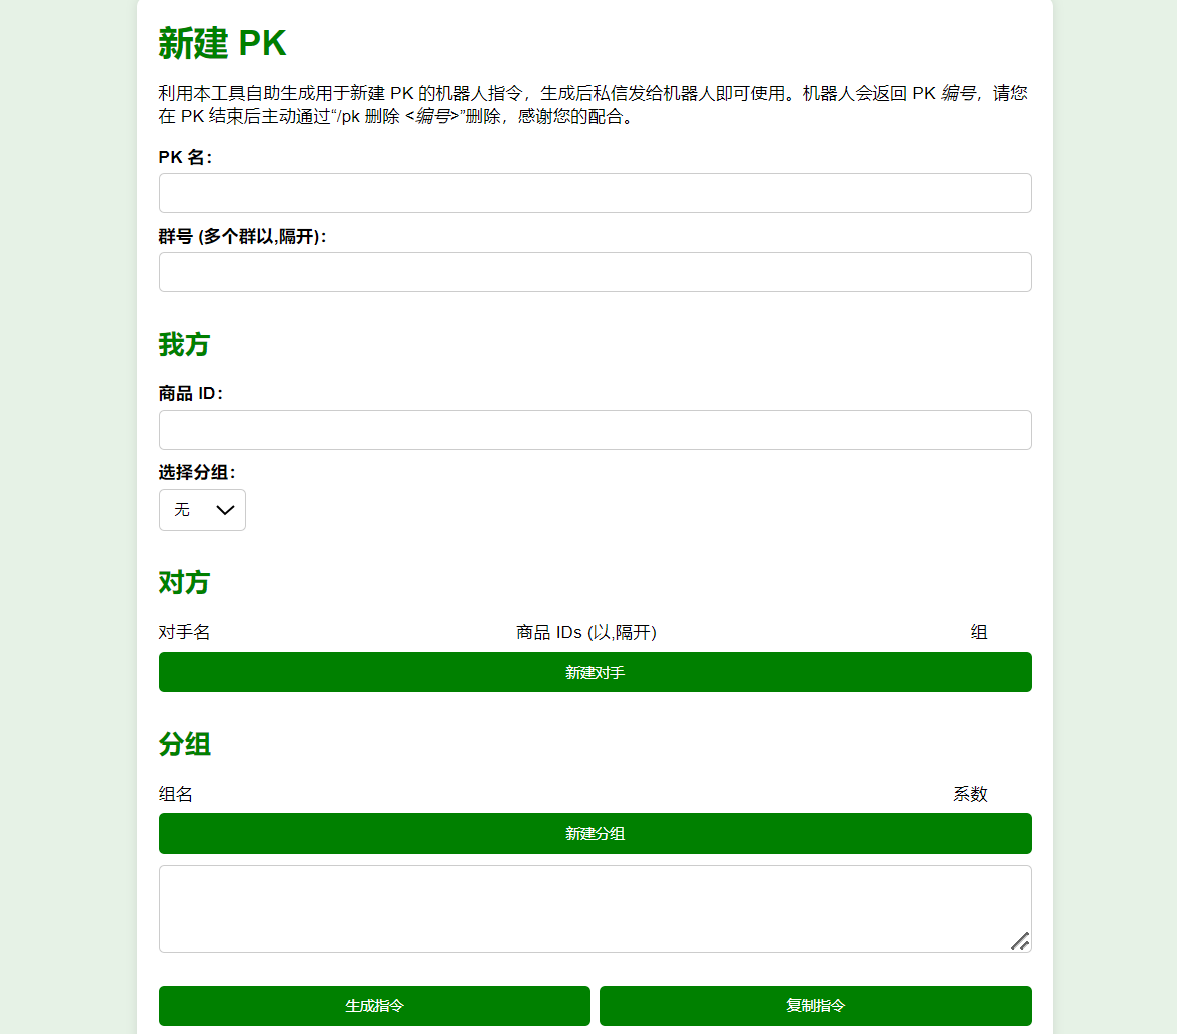 新建 PK
利用本工具自助生成用于新建 PK 的机器人指令，生成后私信发给机器人即可使用。机器人会返回 PK 编号，请您
在 PK 结束后主动通过“/pk 删除 <编号>”删除，感谢您的配合。
PK 名：
群号 (多个群以,隔开)：
我方
商品 ID：
选择分组：
无
对方
对手名 商品 IDs (以,隔开) 组
新建对手
分组
组名 系数
新建分组
生成指令 复制指令